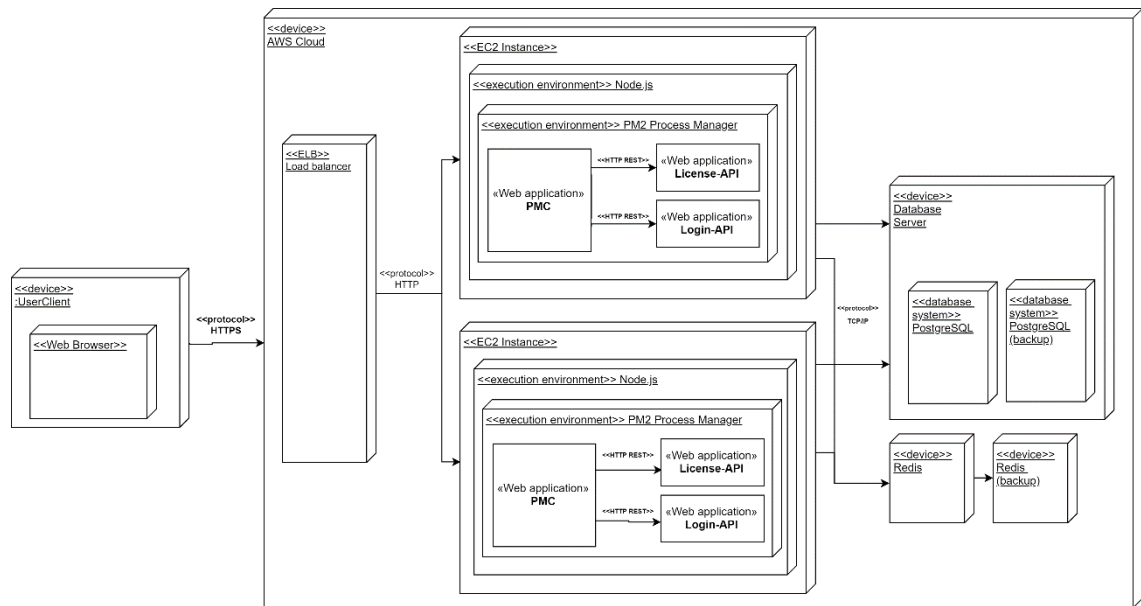 <<device>>
AWS Cloud
<<EC2 Instance>>
<<execution environment>> Node.js
<<execution environment>> PM2 Process Manager
«Web application»
PMC
<<HTTP REST>>
«Web application»
License-API
<<HTTP REST>>
«Web application»
Login-API
<<ELB>>
Load balancer
<<device>>
:UserClient
<<Web Browser>>
<<protocol>>
HTTPS
<<protocol>>
HTTP
<<device>>
Database
Server
<<database
system>>
PostgreSQL
<<database
system>>
PostgreSQL
(backup)
<<protocol>>
TCP/IP
<<EC2 Instance>>
<<execution environment>> Node.js
<<execution environment>> PM2 Process Manager
«Web application»
PMC
<<HTTP REST>>
«Web application»
License-API
<<HTTP REST>>
«Web application»
Login-API
<<device>>
Redis
<<device>>
Redis
(backup)